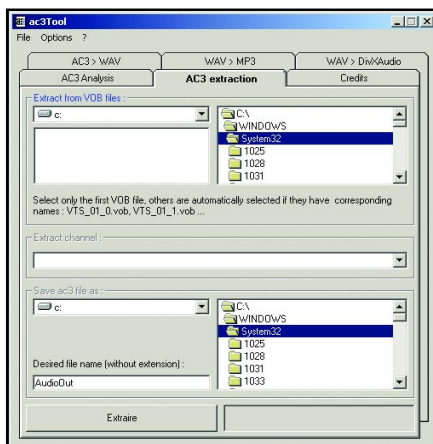 ac3Tool
File Options ?
AC3 > WAV WAV > MP3 WAV > DivXAudio
AC3 Analysis AC3 extraction Credits
Extract from VOB files :
c:
C:\
WINDOWS
System32
1025
1028
1031
Select only the first VOB file, others are automatically selected if they have corresponding
names : VTS_01_0.vob, VTS_01_1.vob ...
Extract channel :
Save ac3 file as :
c:
C:\
WINDOWS
System32
1025
1028
1031
1033
Desired file name (without extension) :
AudioOut
Extraire